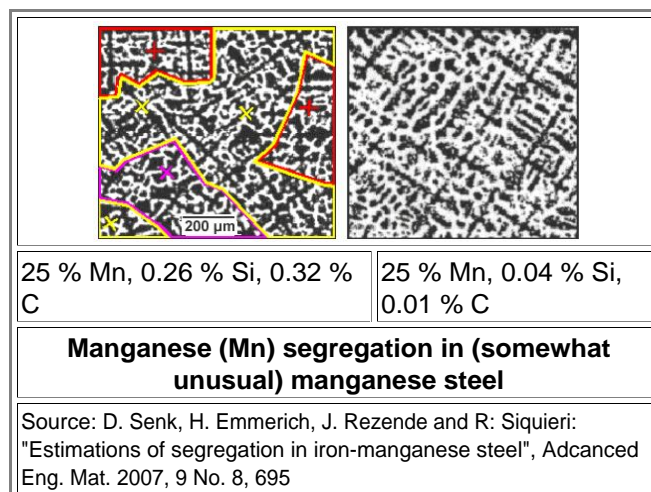 200 µm
25 % Mn, 0.26 % Si, 0.32 %
C
25 % Mn, 0.04 % Si,
0.01 % C
Manganese (Mn) segregation in (somewhat
unusual) manganese steel
Source: D. Senk, H. Emmerich, J. Rezende and R: Siquieri:
"Estimations of segregation in iron-manganese steel", Adcanced
Eng. Mat. 2007, 9 No. 8, 695